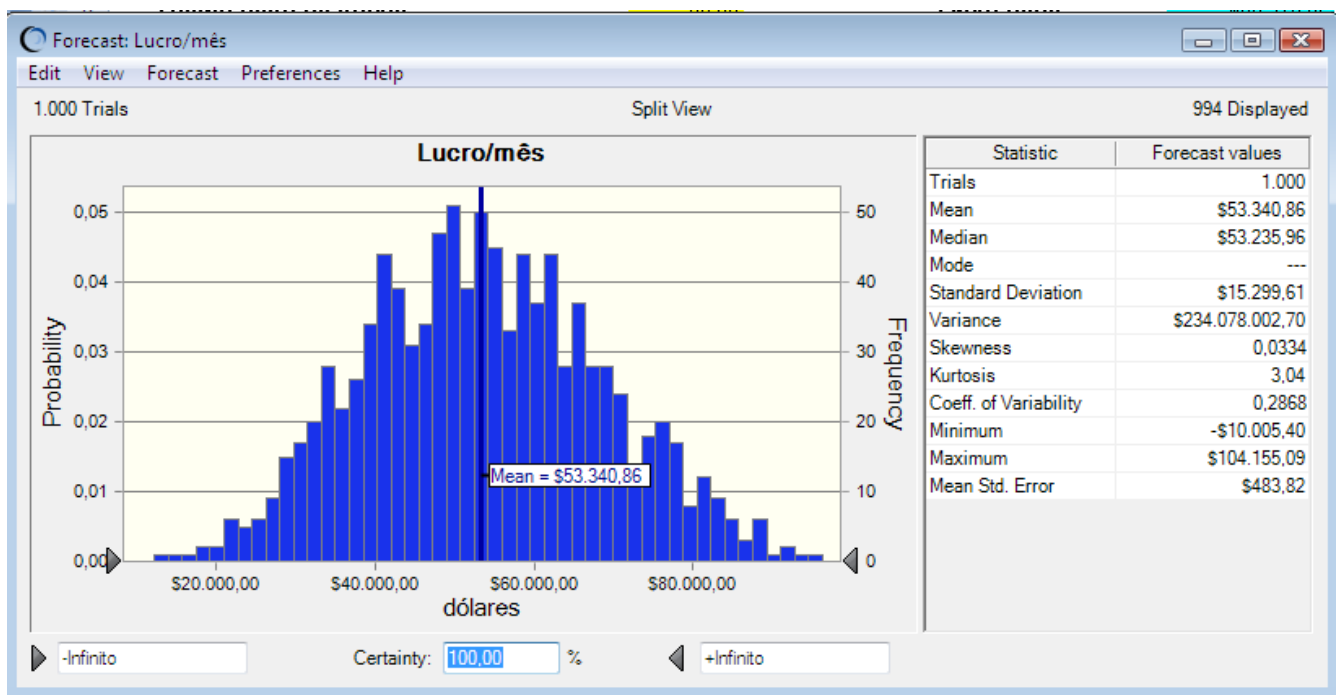 Forecast: Lucro/mês
Edit View Forecast Preferences Help
1.000 Trials Split View 994 Displayed
Lucro/mês
Probability
0,05
0,04
0,03
0,02
0,01
0,00
50
40
30
20
10
0
Frequency
Mean = $53.340,86
$20.000,00 $40.000,00 $60.000,00 $80.000,00
dólares
Statistic Forecast values
Trials 1.000
Mean $53.340,86
Median $53.235,96
Mode ---
Standard Deviation $15.299,61
Variance $234.078.002,70
Skewness 0,0334
Kurtosis 3,04
Coeff. of Variability 0,2868
Minimum -$10.005,40
Maximum $104.155,09
Mean Std. Error $483,82
-Infinito Certainty: 100,00 % +Infinito